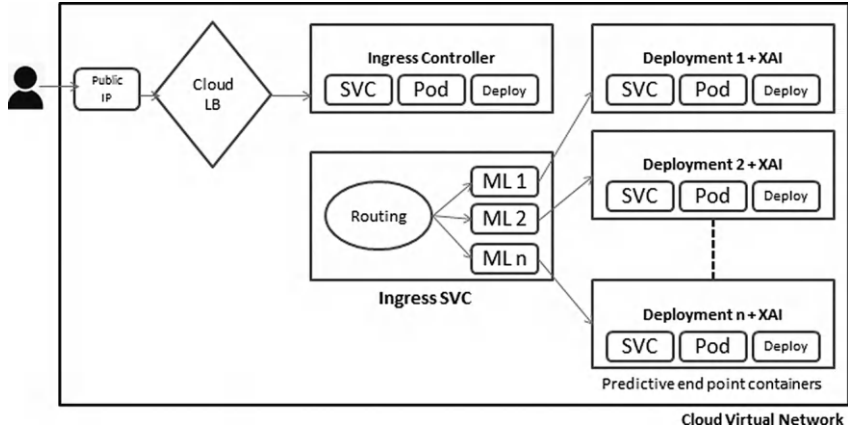 Public
IP
Cloud
LB
Ingress Controller
SVC Pod Deploy
Routing
ML 1
ML 2
ML n
Ingress SVC
Deployment 1 + XAI
SVC Pod Deploy
Deployment 2 + XAI
SVC Pod Deploy
Deployment n + XAI
SVC Pod Deploy
Predictive end point containers
Cloud Virtual Network